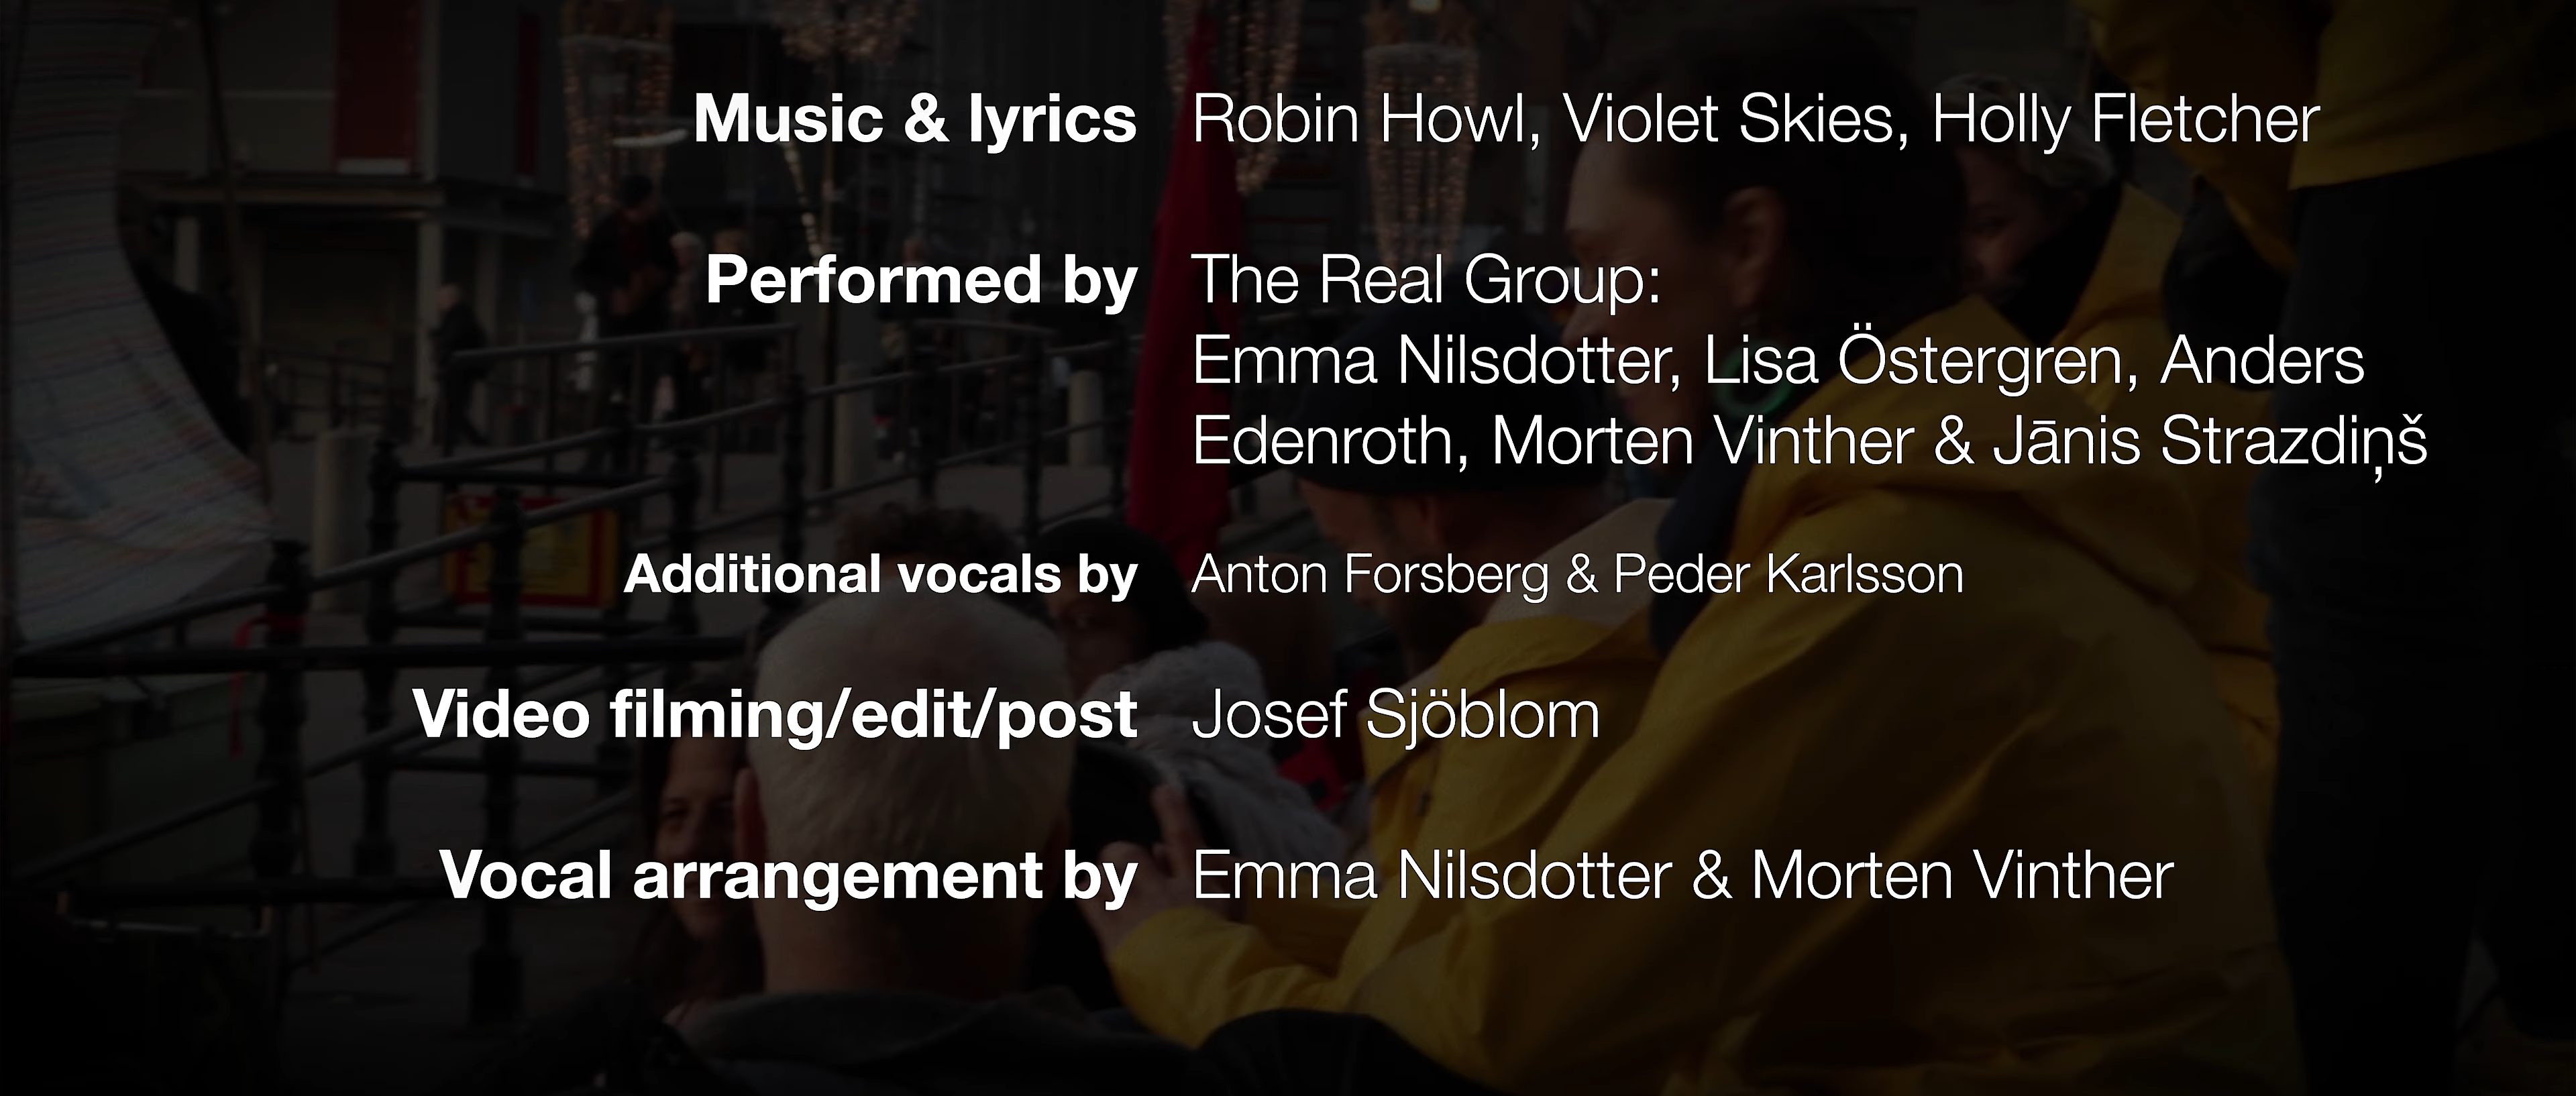 Music & lyrics Robin Howl, Violet Skies, Holly Fletcher
Performed by The Real Group:
Emma Nilsdotter, Lisa Östergren, Anders
Edenroth, Morten Vinther & Jānis Strazdiņš
Additional vocals by Anton Forsberg & Peder Karlsson
Video filming/edit/post Josef Sjöblom
Vocal arrangement by Emma Nilsdotter & Morten Vinther